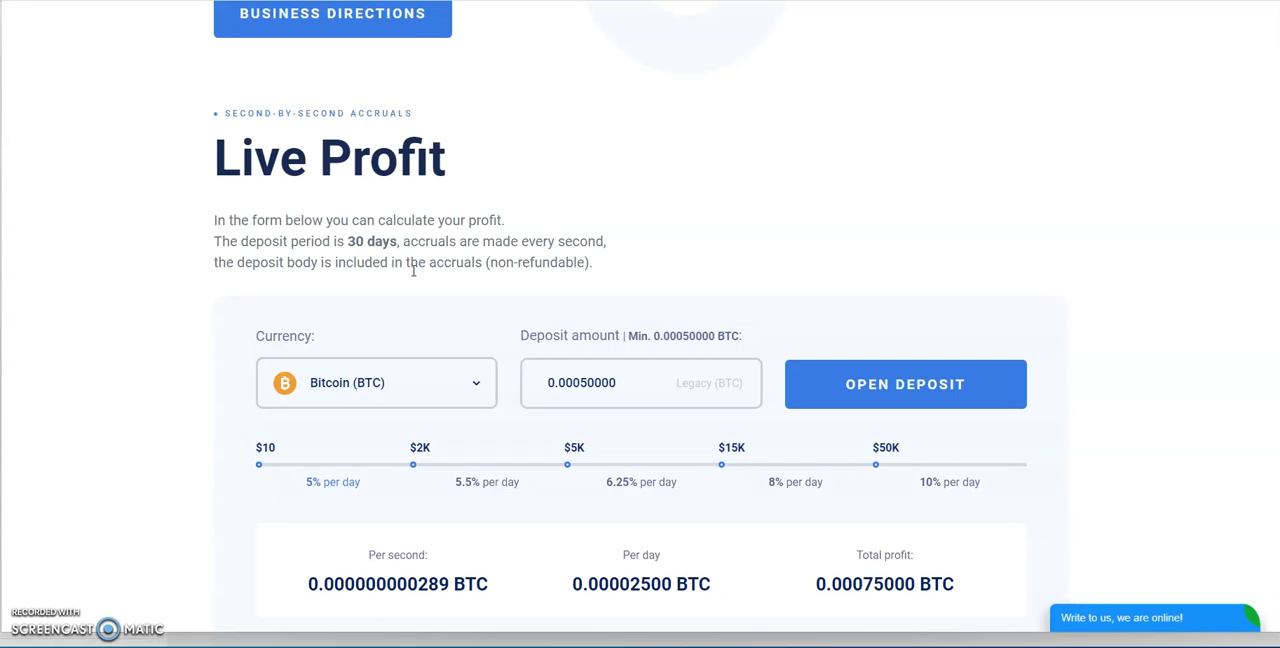 BUSINESS DIRECTIONS
SECOND-BY-SECOND ACCRUALS
Live Profit
In the form below you can calculate your profit.
The deposit period is 30 days, accruals are made every second,
the deposit body is included in the accruals (non-refundable).
Currency:
Deposit amount | Min. 0.00050000 BTC:
Bitcoin (BTC)
0.00050000
Legacy (BTC)
OPEN DEPOSIT
$10 $2K $5K $15K $50K
5% per day 5.5% per day 6.25% per day 8% per day 10% per day
Per second: Per day Total profit:
0.000000000289 BTC 0.00002500 BTC 0.00075000 BTC
Write to us, we are online!
RECORDED WITH
SCREENCAST MATIC